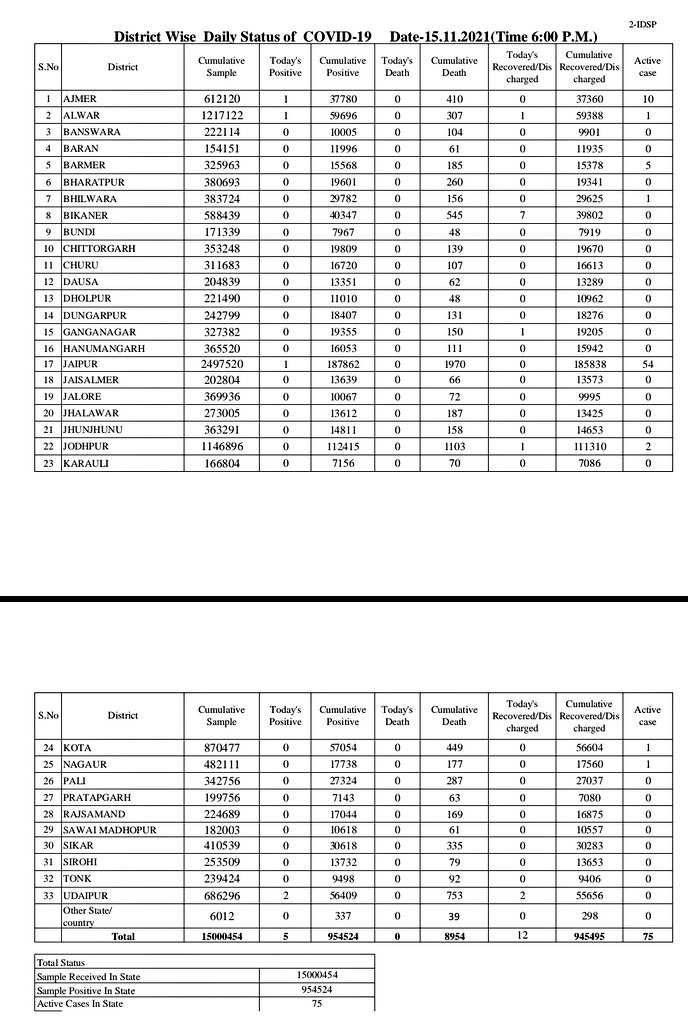 2-IDSP
District Wise Daily Status of COVID-19 Date-15.11.2021(Time 6:00 P.M.)
S.No District Cumulative Sample Today's Positive Cumulative Positive Today's Death Cumulative Death Today's Recovered/Dis charged Cumulative Recovered/Dis charged Active case
1 AJMER 612120 1 37780 0 410 0 37360 10
2 ALWAR 1217122 1 59696 0 307 1 59388 1
3 BANSWARA 222114 0 10005 0 104 0 9901 0
4 BARAN 154151 0 11996 0 61 0 11935 0
5 BARMER 325963 0 15568 0 185 0 15378 5
6 BHARATPUR 380693 0 19601 0 260 0 19341 0
7 BHILWARA 383724 0 29782 0 156 0 29625 1
8 BIKANER 588439 0 40347 0 545 7 39802 0
9 BUNDI 171339 0 7967 0 48 0 7919 0
10 CHITTORGARH 353248 0 19809 0 139 0 19670 0
11 CHURU 311683 0 16720 0 107 0 16613 0
12 DAUSA 204839 0 13351 0 62 0 13289 0
13 DHOLPUR 221490 0 11010 0 48 0 10962 0
14 DUNGARPUR 242799 0 18407 0 131 0 18276 0
15 GANGANAGAR 327382 0 19355 0 150 1 19205 0
16 HANUMANGARH 365520 0 16053 0 111 0 15942 0
17 JAIPUR 2497520 1 187862 0 1970 0 185838 54
18 JAISALMER 202804 0 13639 0 66 0 13573 0
19 JALORE 369936 0 10067 0 72 0 9995 0
20 JHALAWAR 273005 0 13612 0 187 0 13425 0
21 JHUNJHUNU 363291 0 14811 0 158 0 14653 0
22 JODHPUR 1146896 0 112415 0 1103 1 111310 2
23 KARAULI 166804 0 7156 0 70 0 7086 0
S.No District Cumulative Sample Today's Positive Cumulative Positive Today's Death Cumulative Death Today's Recovered/Dis charged Cumulative Recovered/Dis charged Active case
24 KOTA 870477 0 57054 0 449 0 56604 1
25 NAGAUR 482111 0 17738 0 177 0 17560 1
26 PALI 342756 0 27324 0 287 0 27037 0
27 PRATAPGARH 199756 0 7143 0 63 0 7080 0
28 RAJSAMAND 224689 0 17044 0 169 0 16875 0
29 SAWAI MADHOPUR 182003 0 10618 0 61 0 10557 0
30 SIKAR 410539 0 30618 0 335 0 30283 0
31 SIROHI 253509 0 13732 0 79 0 13653 0
32 TONK 239424 0 9498 0 92 0 9406 0
33 UDAIPUR 686296 2 56409 0 753 2 55656 0
Other State/ country 6012 0 337 0 39 0 298 0
Total 15000454 5 954524 0 8954 12 945495 75
Total Status
Sample Received In State 15000454
Sample Positive In State 954524
Active Cases In State 75